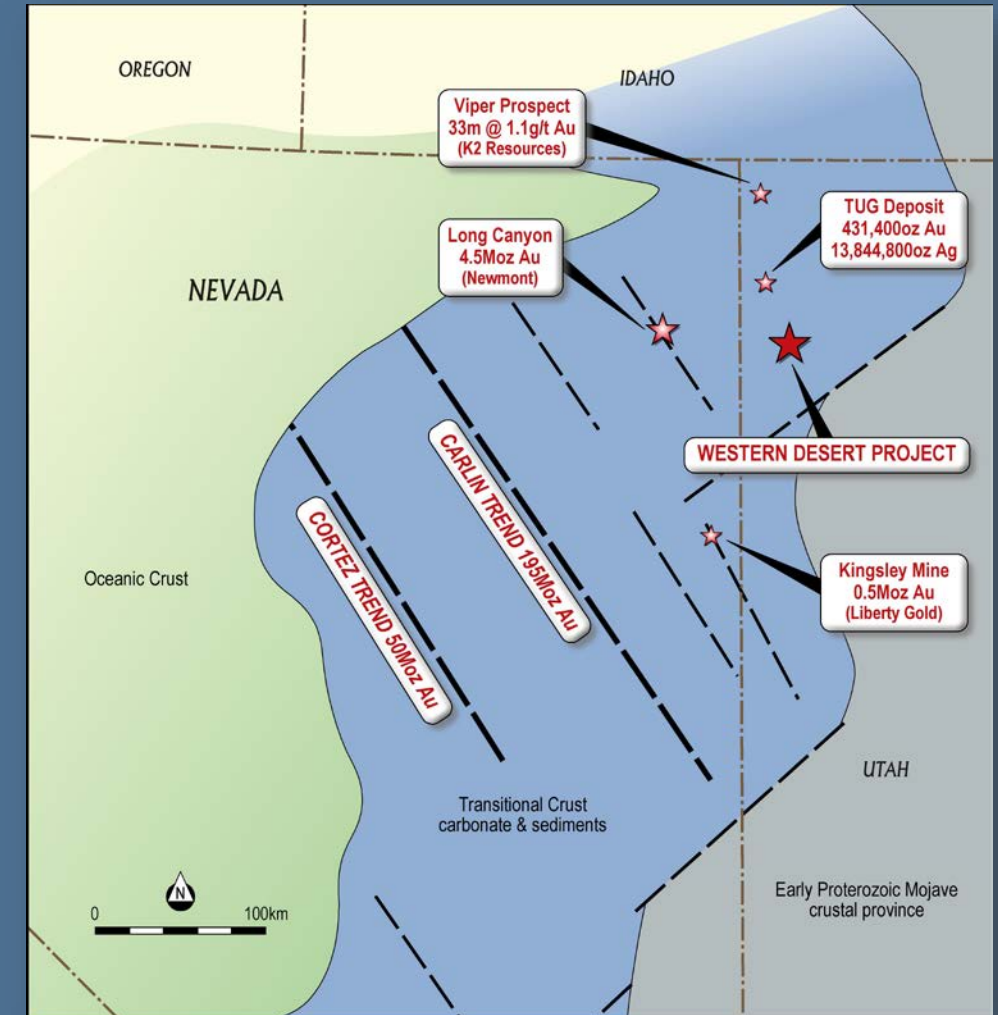 OREGON
IDAHO
Viper Prospect
33m @ 1.1g/t Au
(K2 Resources)
TUG Deposit
431,400oz Au
13,844,800oz Ag
Long Canyon
4.5Moz Au
(Newmont)
NEVADA
WESTERN DESERT PROJECT
CARLIN TREND 195Moz Au
CORTEZ TREND 50Moz Au
Oceanic Crust
Kingsley Mine
0.5Moz Au
(Liberty Gold)
UTAH
Transitional Crust
carbonate & sediments
Early Proterozoic Mojave
crustal province
N
0 100km